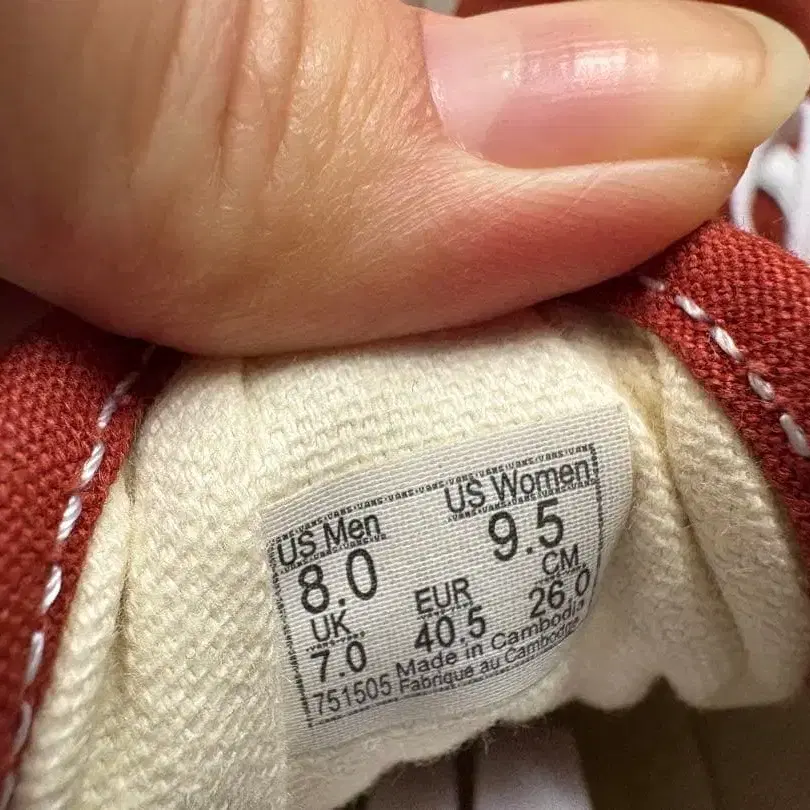 US Men US Women
8.0 9.5
UK EUR CM
7.0 40.5 26.0
751505 Made in Cambodia
Fabrique au Cambodge